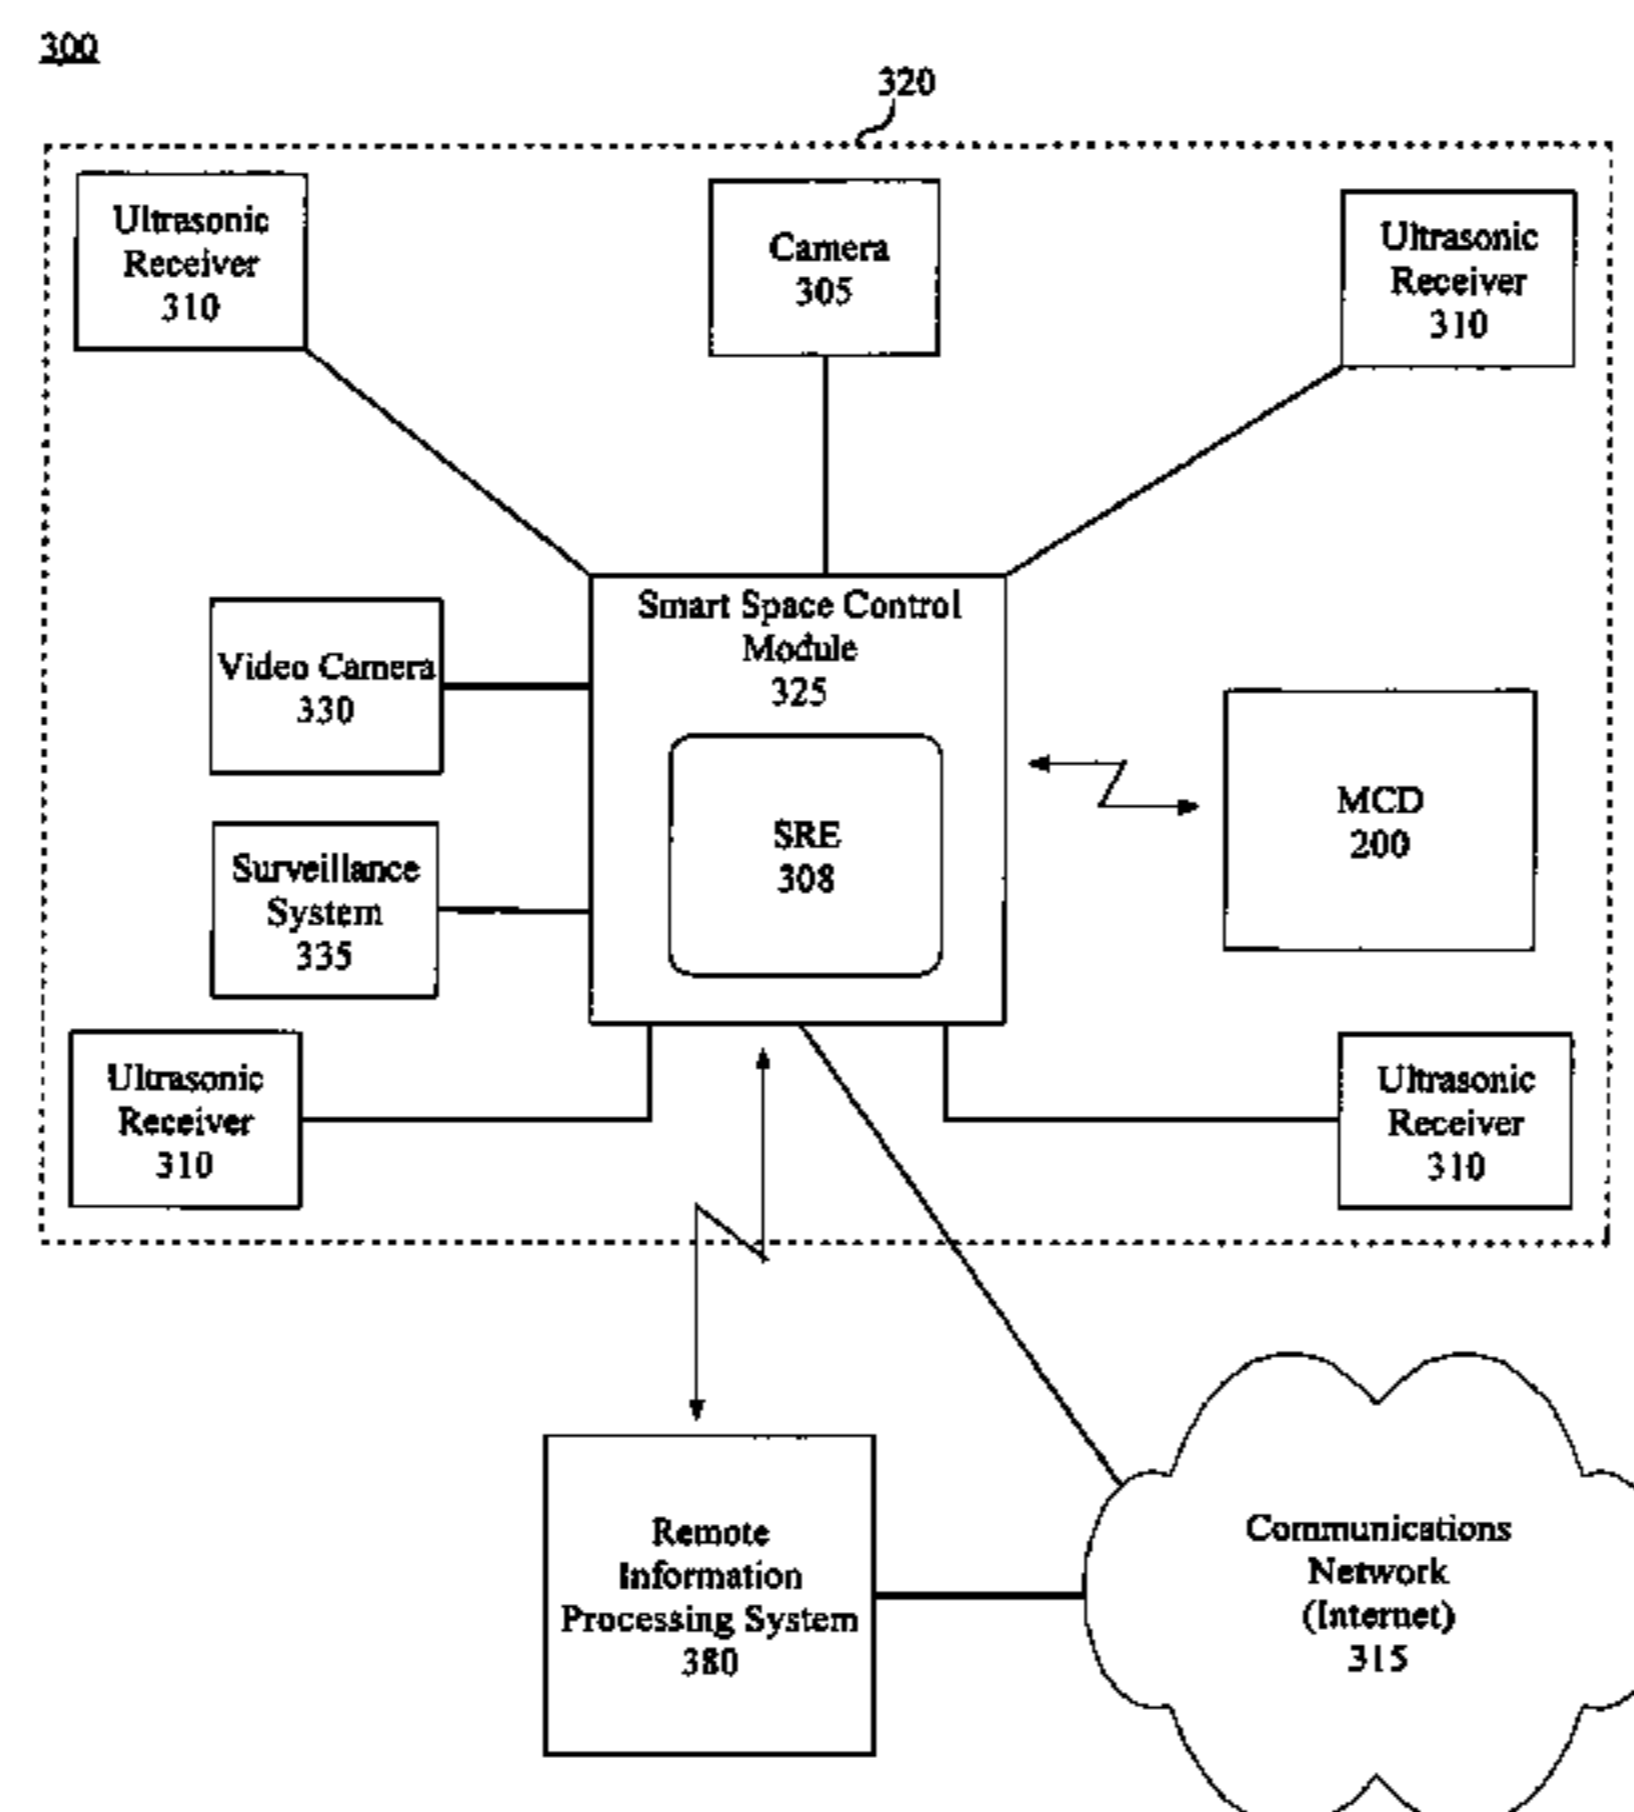 300
320
Ultrasonic
Receiver
310
Camera
305
Ultrasonic
Receiver
310
Smart Space Control
Module
325
Video Camera
330
SRE
308
MCD
200
Surveillance
System
335
Ultrasonic
Receiver
310
Ultrasonic
Receiver
310
Remote
Information
Processing System
380
Communications
Network
(Internet)
315